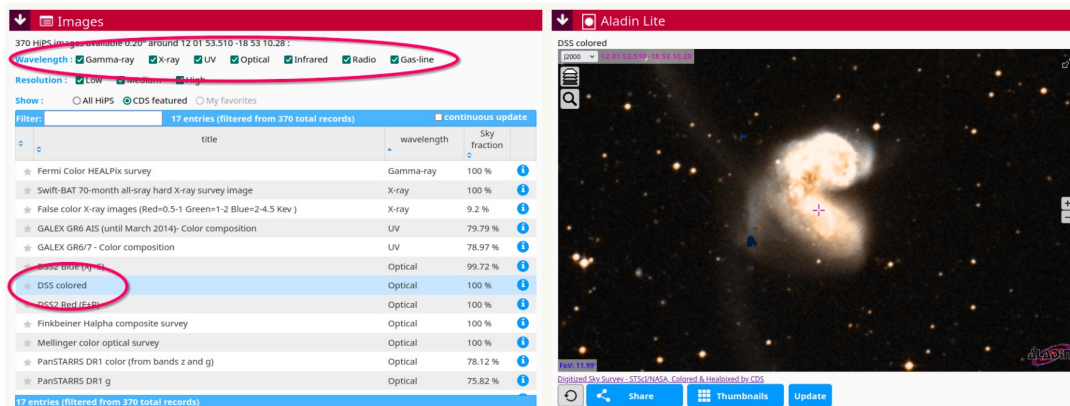 Images
370 HiPS images available 0.20° around 12 01 53.510 -18 53 10.28 :
Wavelength : Gamma-ray X-ray UV Optical Infrared Radio Gas-line
Resolution : Low Medium High
Show : All HiPS CDS featured My favorites
Filter: 17 entries (filtered from 370 total records) continuous update
title wavelength Sky
fraction
Fermi Color HEALPix survey Gamma-ray 100 %
Swift-BAT 70-month all-sray hard X-ray survey image X-ray 100 %
False color X-ray images (Red=0.5-1 Green=1-2 Blue=2-4.5 Kev ) X-ray 9.2 %
GALEX GR6 AIS (until March 2014)- Color composition UV 79.79 %
GALEX GR6/7 - Color composition UV 78.97 %
DSS2 Blue (XJ+S) Optical 99.72 %
DSS colored Optical 100 %
DSS2 Red (F+R) Optical 100 %
Finkbeiner Halpha composite survey Optical 100 %
Mellinger color optical survey Optical 100 %
PanSTARRS DR1 color (from bands z and g) Optical 78.12 %
PanSTARRS DR1 g Optical 75.82 %
17 entries (filtered from 370 total records)
Aladin Lite
DSS colored
J2000 12 01 53.510 -18 53 10.28
FoV: 11.99'
Aladin
Digitized Sky Survey - STScI/NASA, Colored & Healpixed by CDS
Share Thumbnails Update